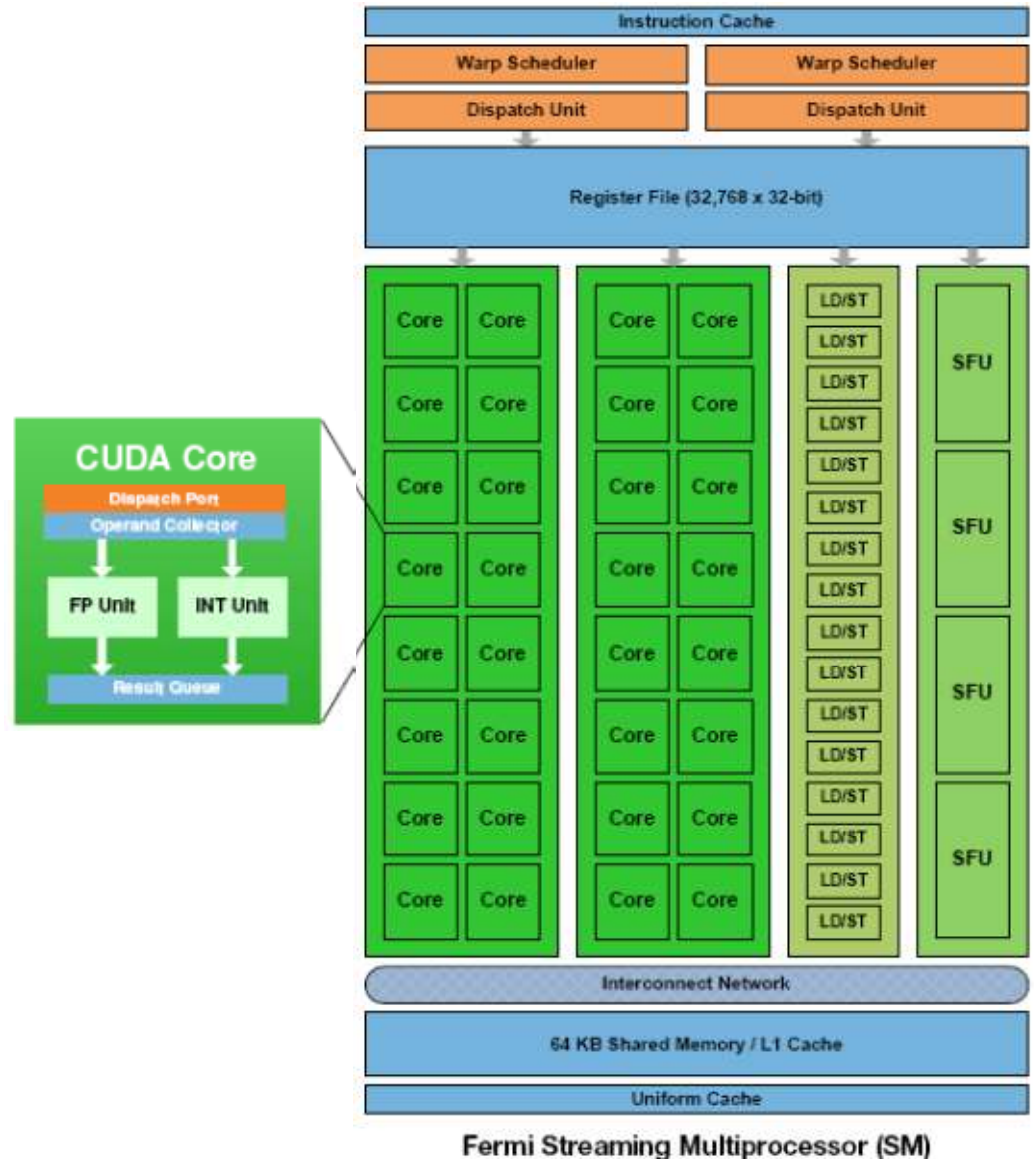 Instruction Cache
Warp Scheduler Warp Scheduler
Dispatch Unit Dispatch Unit
Register File (32,768 x 32-bit)
Core Core Core Core LD/ST SFU
LD/ST
Core Core Core Core LD/ST
LD/ST
Core Core Core Core LD/ST SFU
LD/ST
Core Core Core Core LD/ST
LD/ST
Core Core Core Core LD/ST SFU
LD/ST
Core Core Core Core LD/ST
LD/ST
Core Core Core Core LD/ST SFU
LD/ST
Core Core Core Core LD/ST
LD/ST
CUDA Core
Dispatch Port
Operand Collector
FP Unit INT Unit
Result Queue
Interconnect Network
64 KB Shared Memory / L1 Cache
Uniform Cache
Fermi Streaming Multiprocessor (SM)